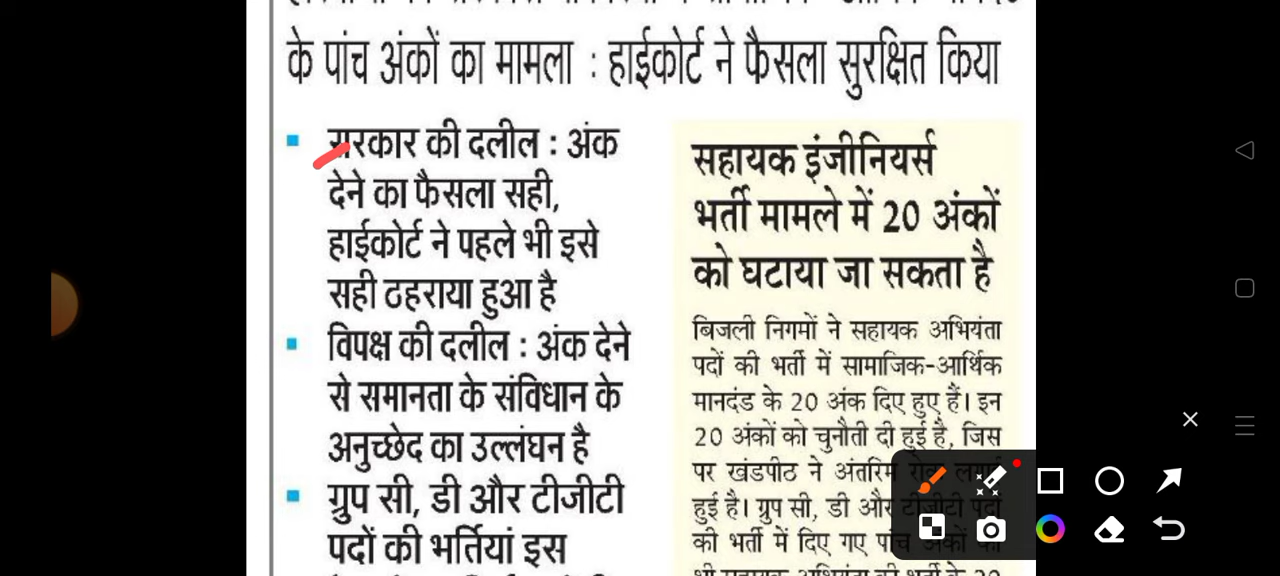 के पांच अंकों का मामला : हाईकोर्ट ने फैसला सुरक्षित किया
सरकार की दलील : अंक
देने का फैसला सही,
हाईकोर्ट ने पहले भी इसे
सही ठहराया हुआ है
विपक्ष की दलील : अंक देने
से समानता के संविधान के
अनुच्छेद का उल्लंघन है
ग्रुप सी, डी और टीजीटी
पदों की भर्तियां इस
सहायक इंजीनियर्स
भर्ती मामले में 20 अंकों
को घटाया जा सकता है
बिजली निगमों ने सहायक अभियंता
पदों की भर्ती में सामाजिक-आर्थिक
मानदंड के 20 अंक दिए हुए हैं। इन
20 अंकों को चुनौती दी हुई है, जिस
पर खंडपीठ ने अंतरिम रोक लगाई
हुई है। ग्रुप सी, डी और टीजीटी पदों
की भर्ती में दिए गए पांच अंकों को